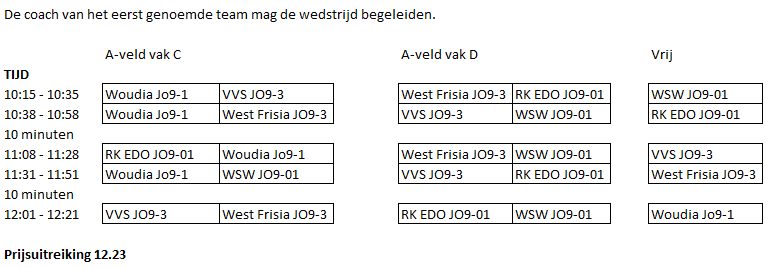 De coach van het eerst genoemde team mag de wedstrijd begeleiden.
A-veld vak C A-veld vak D Vrij
TIJD
10:15 - 10:35 Woudia Jo9-1 VVS JO9-3 West Frisia JO9-3 RK EDO JO9-01 WSW JO9-01
10:38 - 10:58 Woudia Jo9-1 West Frisia JO9-3 VVS JO9-3 WSW JO9-01 RK EDO JO9-01
10 minuten
11:08 - 11:28 RK EDO JO9-01 Woudia Jo9-1 West Frisia JO9-3 WSW JO9-01 VVS JO9-3
11:31 - 11:51 Woudia Jo9-1 WSW JO9-01 VVS JO9-3 RK EDO JO9-01 West Frisia JO9-3
10 minuten
12:01 - 12:21 VVS JO9-3 West Frisia JO9-3 RK EDO JO9-01 WSW JO9-01 Woudia Jo9-1
Prijsuitreiking 12.23